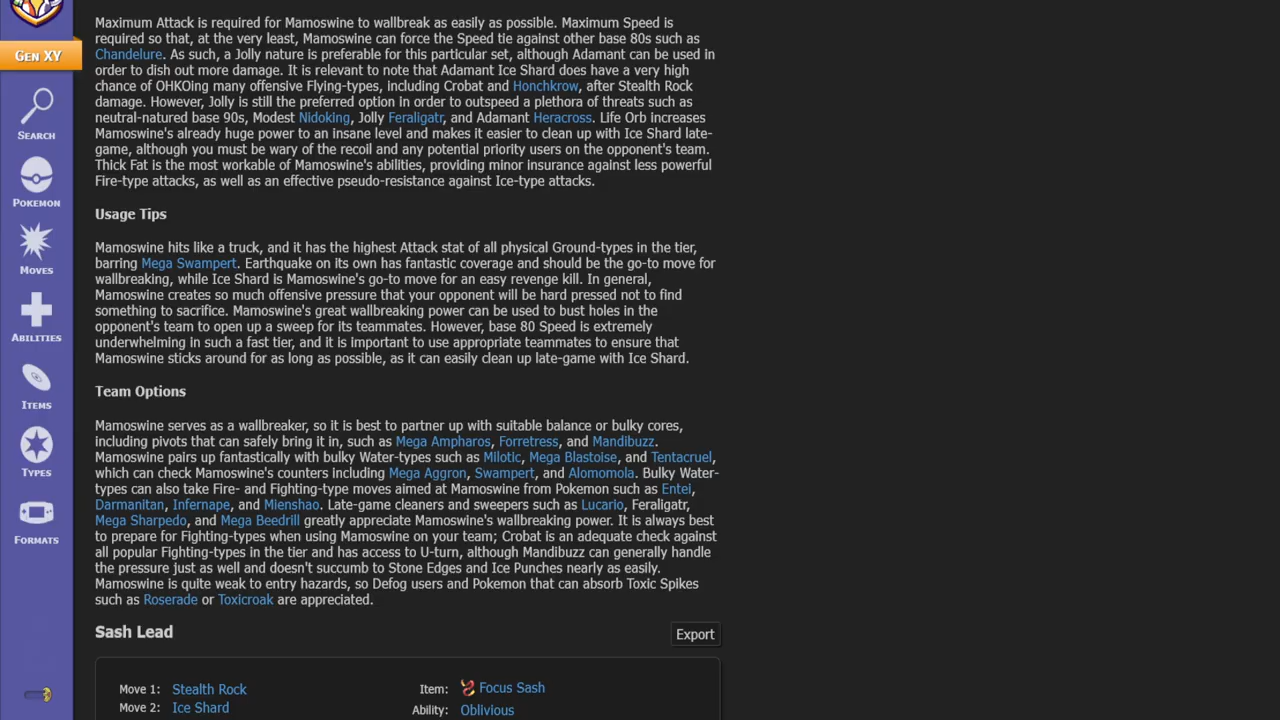 Maximum Attack is required for Mamoswine to wallbreak as easily as possible. Maximum Speed is
required so that, at the very least, Mamoswine can force the Speed tie against other base 80s such as
Chandelure. As such, a Jolly nature is preferable for this particular set, although Adamant can be used in
order to dish out more damage. It is relevant to note that Adamant Ice Shard does have a very high
chance of OHKOing many offensive Flying-types, including Crobat and Honchkrow, after Stealth Rock
damage. However, Jolly is still the preferred option in order to outspeed a plethora of threats such as
neutral-natured base 90s, Modest Nidoking, Jolly Feraligatr, and Adamant Heracross. Life Orb increases
Mamoswine's already huge power to an insane level and makes it easier to clean up with Ice Shard late-
game, although you must be wary of the recoil and any potential priority users on the opponent's team.
Thick Fat is the most workable of Mamoswine's abilities, providing minor insurance against less powerful
Fire-type attacks, as well as an effective pseudo-resistance against Ice-type attacks.
Usage Tips
Mamoswine hits like a truck, and it has the highest Attack stat of all physical Ground-types in the tier,
barring Mega Swampert. Earthquake on its own has fantastic coverage and should be the go-to move for
wallbreaking, while Ice Shard is Mamoswine's go-to move for an easy revenge kill. In general,
Mamoswine creates so much offensive pressure that your opponent will be hard pressed not to find
something to sacrifice. Mamoswine's great wallbreaking power can be used to bust holes in the
opponent's team to open up a sweep for its teammates. However, base 80 Speed is extremely
underwhelming in such a fast tier, and it is important to use appropriate teammates to ensure that
Mamoswine sticks around for as long as possible, as it can easily clean up late-game with Ice Shard.
Team Options
Mamoswine serves as a wallbreaker, so it is best to partner up with suitable balance or bulky cores,
including pivots that can safely bring it in, such as Mega Ampharos, Forretress, and Mandibuzz.
Mamoswine pairs up fantastically with bulky Water-types such as Milotic, Mega Blastoise, and Tentacruel,
which can check Mamoswine's counters including Mega Aggron, Swampert, and Alomomola. Bulky Water-
types can also take Fire- and Fighting-type moves aimed at Mamoswine from Pokemon such as Entei,
Darmanitan, Infernape, and Mienshao. Late-game cleaners and sweepers such as Lucario, Feraligatr,
Mega Sharpedo, and Mega Beedrill greatly appreciate Mamoswine's wallbreaking power. It is always best
to prepare for Fighting-types when using Mamoswine on your team; Crobat is an adequate check against
all popular Fighting-types in the tier and has access to U-turn, although Mandibuzz can generally handle
the pressure just as well and doesn't succumb to Stone Edges and Ice Punches nearly as easily.
Mamoswine is quite weak to entry hazards, so Defog users and Pokemon that can absorb Toxic Spikes
such as Roserade or Toxicroak are appreciated.
Sash Lead
Export
Move 1: Stealth Rock
Move 2: Ice Shard
Item: Focus Sash
Ability: Oblivious
Gen XY
Search
Pokemon
Moves
Abilities
Items
Types
Formats